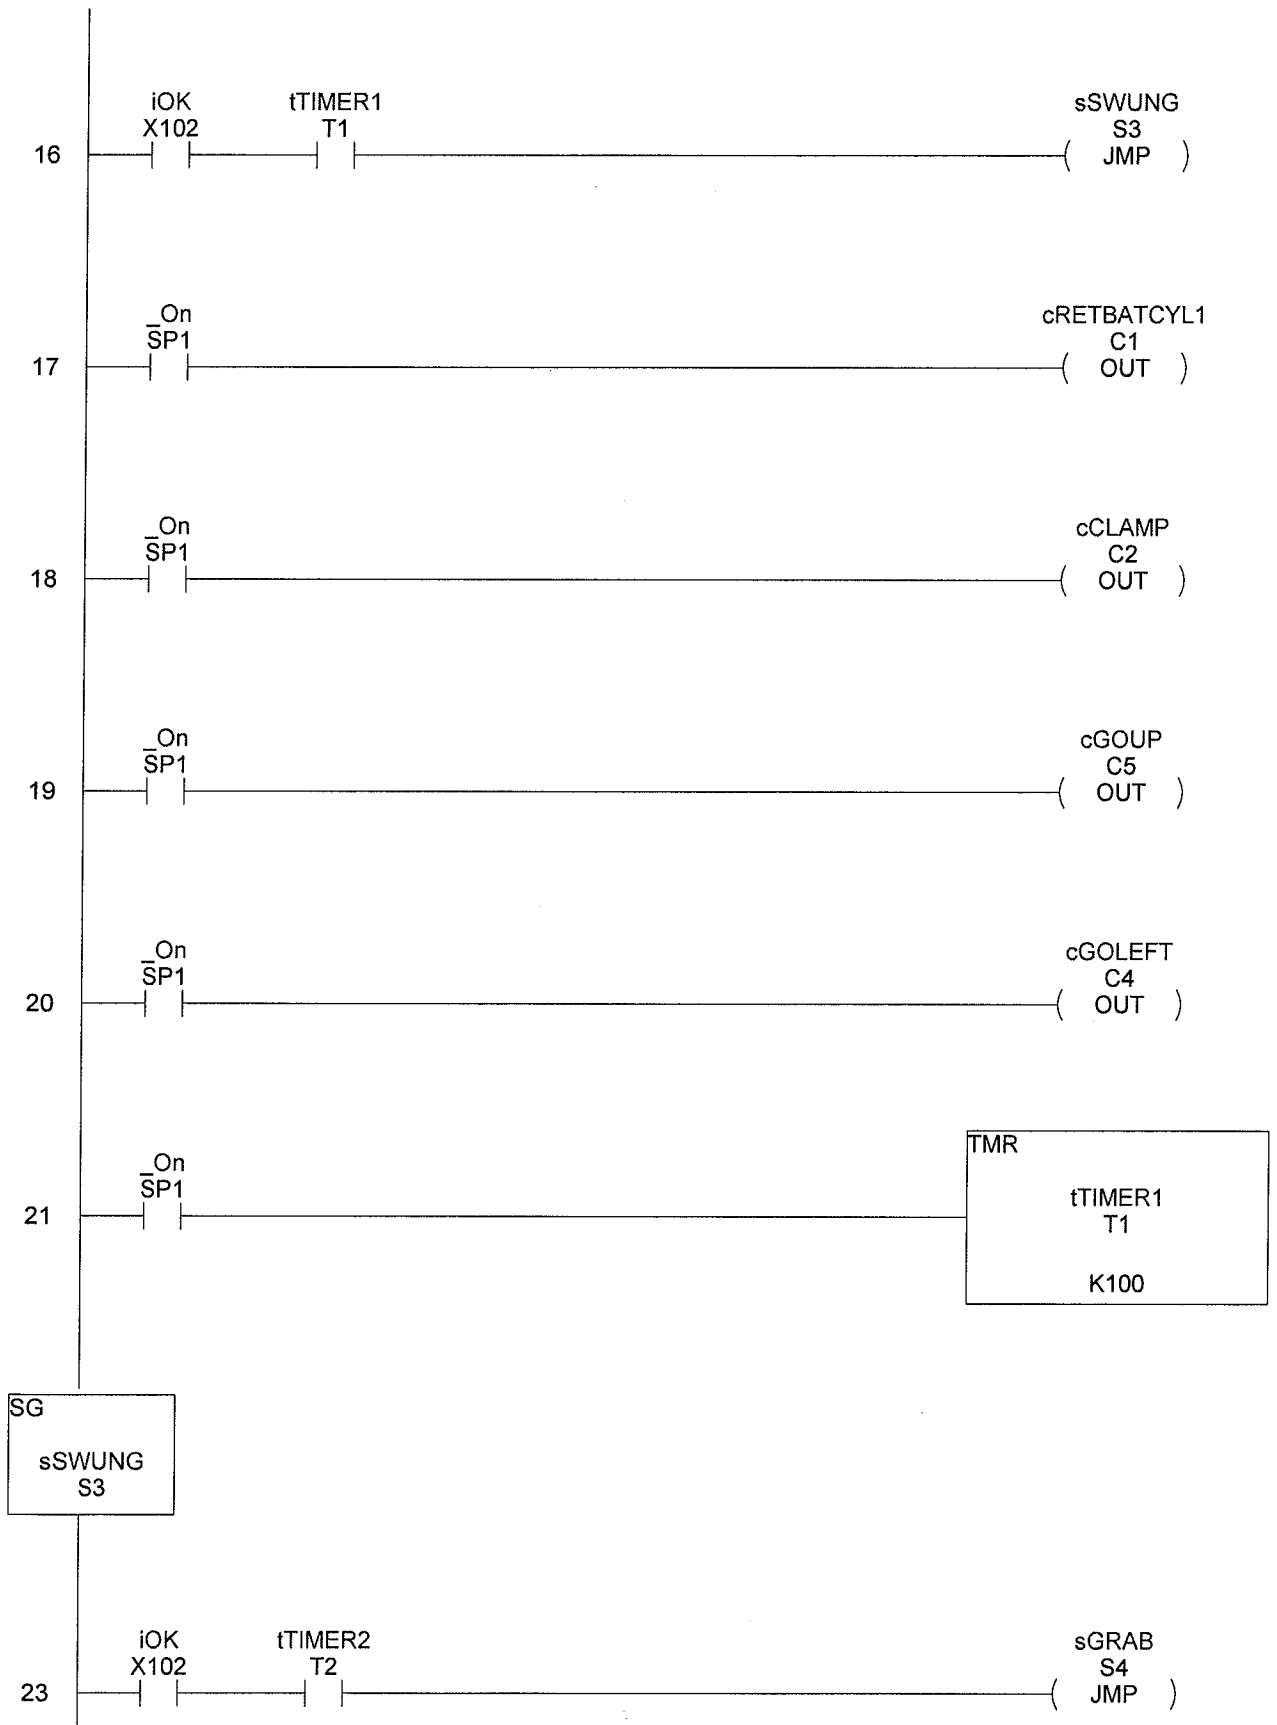 iOK
X102
tTIMER1
T1
sSWUNG
S3
JMP
16
_On
SP1
cRETBATCYL1
C1
OUT
17
_On
SP1
cCLAMP
C2
OUT
18
_On
SP1
cGOUP
C5
OUT
19
_On
SP1
cGOLEFT
C4
OUT
20
_On
SP1
TMR
tTIMER1
T1
K100
21
SG
sSWUNG
S3
iOK
X102
tTIMER2
T2
sGRAB
S4
JMP
23